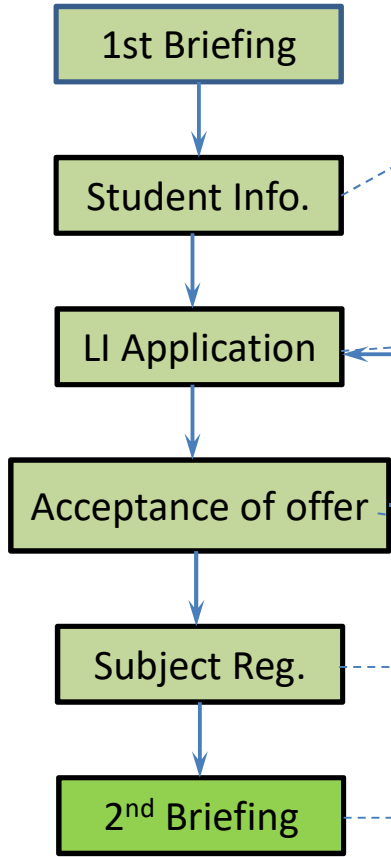 1st Briefing
Student Info.
LI Application
Acceptance of offer
Subject Reg.
2nd Briefing